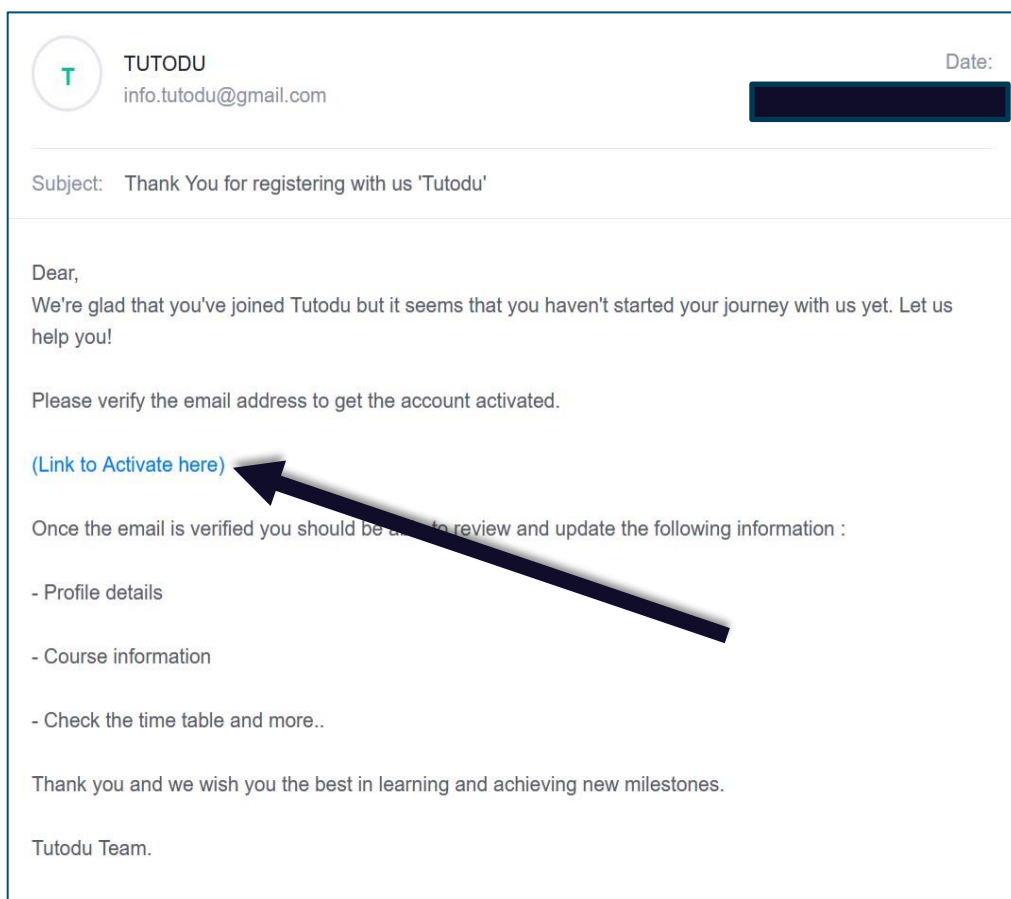 T
TUTODU
info.tutodu@gmail.com
Date:
Subject: Thank You for registering with us 'Tutodu'
Dear,
We're glad that you've joined Tutodu but it seems that you haven't started your journey with us yet. Let us
help you!
Please verify the email address to get the account activated.
(Link to Activate here)
Once the email is verified you should be able to review and update the following information :
- Profile details
- Course information
- Check the time table and more..
Thank you and we wish you the best in learning and achieving new milestones.
Tutodu Team.